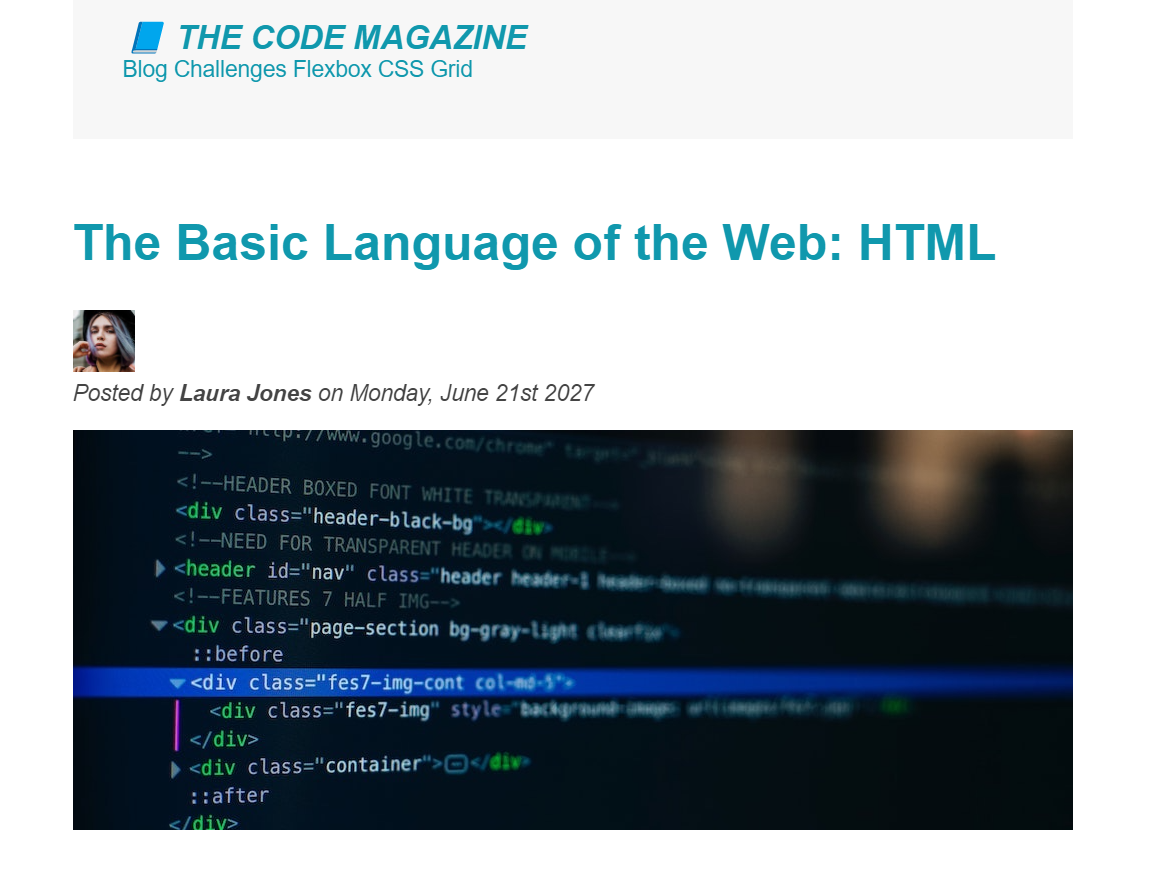 📘 THE CODE MAGAZINE
Blog Challenges Flexbox CSS Grid
The Basic Language of the Web: HTML
Posted by Laura Jones on Monday, June 21st 2027
http://www.google.com/chrome"
-->
<!--HEADER BOXED FONT WHITE TRANSPARENT-->
<div class="header-black-bg"></div>
<!--NEED FOR TRANSPARENT HEADER ON MOBILE-->
<header id="nav" class="header header-1
<!--FEATURES 7 HALF IMG-->
<div class="page-section bg-gray-light clearfix">
::before
<div class="fes7-img-cont col-md-5">
<div class="fes7-img" style="background-image:
</div>
<div class="container"></div>
::after
</div>